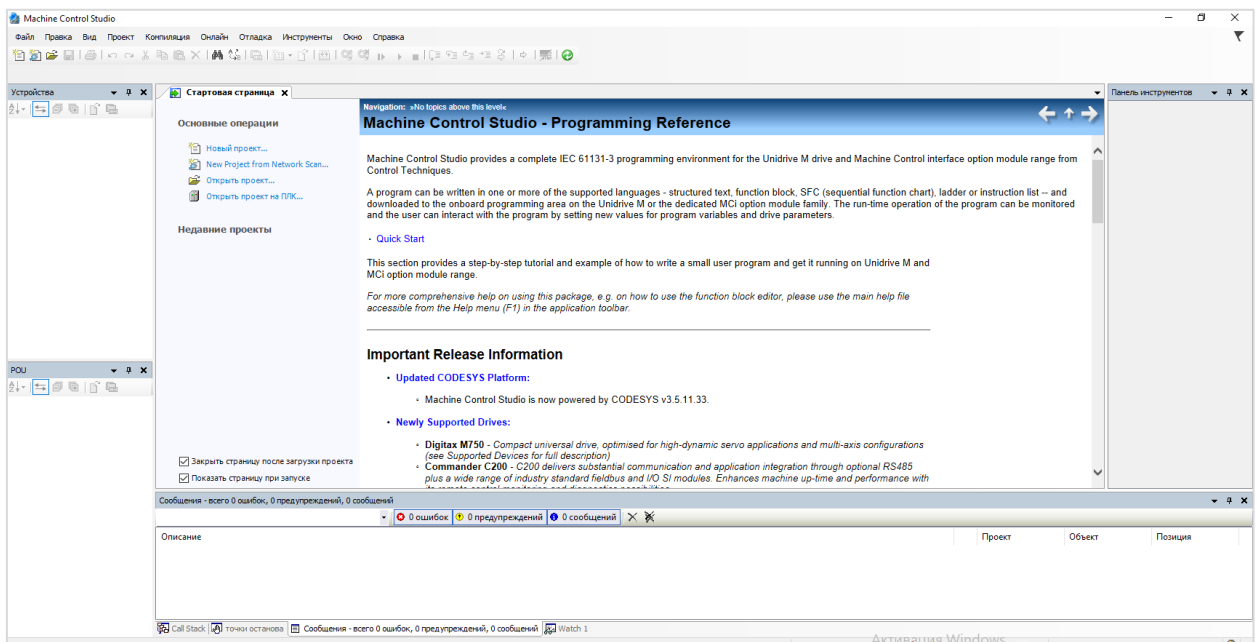 Machine Control Studio
Файл Правка Вид Проект Компиляция Онлайн Отладка Инструменты Окно Справка
Устройства
Стартовая страница
Панель инструментов
Основные операции
Новый проект...
New Project from Network Scan...
Открыть проект...
Открыть проект на ПЛК...
Недавние проекты
Navigation: »No topics above this level«
Machine Control Studio - Programming Reference
Machine Control Studio provides a complete IEC 61131-3 programming environment for the Unidrive M drive and Machine Control interface option module range from
Control Techniques.
A program can be written in one or more of the supported languages - structured text, function block, SFC (sequential function chart), ladder or instruction list -- and
downloaded to the onboard programming area on the Unidrive M or the dedicated MCi option module family. The run-time operation of the program can be monitored
and the user can interact with the program by setting new values for program variables and drive parameters.
· Quick Start
This section provides a step-by-step tutorial and example of how to write a small user program and get it running on Unidrive M and
MCi option module range.
For more comprehensive help on using this package, e.g. on how to use the function block editor, please use the main help file
accessible from the Help menu (F1) in the application toolbar.
Important Release Information
• Updated CODESYS Platform:
Machine Control Studio is now powered by CODESYS v3.5.11.33.
• Newly Supported Drives:
Digitax M750 - Compact universal drive, optimised for high-dynamic servo applications and multi-axis configurations
(see Supported Devices for full description)
Commander C200 - C200 delivers substantial communication and application integration through optional RS485
plus a wide range of industry standard fieldbus and I/O SI modules. Enhances machine up-time and performance with
POU
Закрыть страницу после загрузки проекта
Показать страницу при запуске
Сообщения - всего 0 ошибок, 0 предупреждений, 0 сообщений
0 ошибок 0 предупреждений 0 сообщений
Описание Проект Объект Позиция
Call Stack точки останова Сообщения - всего 0 ошибок, 0 предупреждений, 0 сообщений Watch 1
Активация Windows